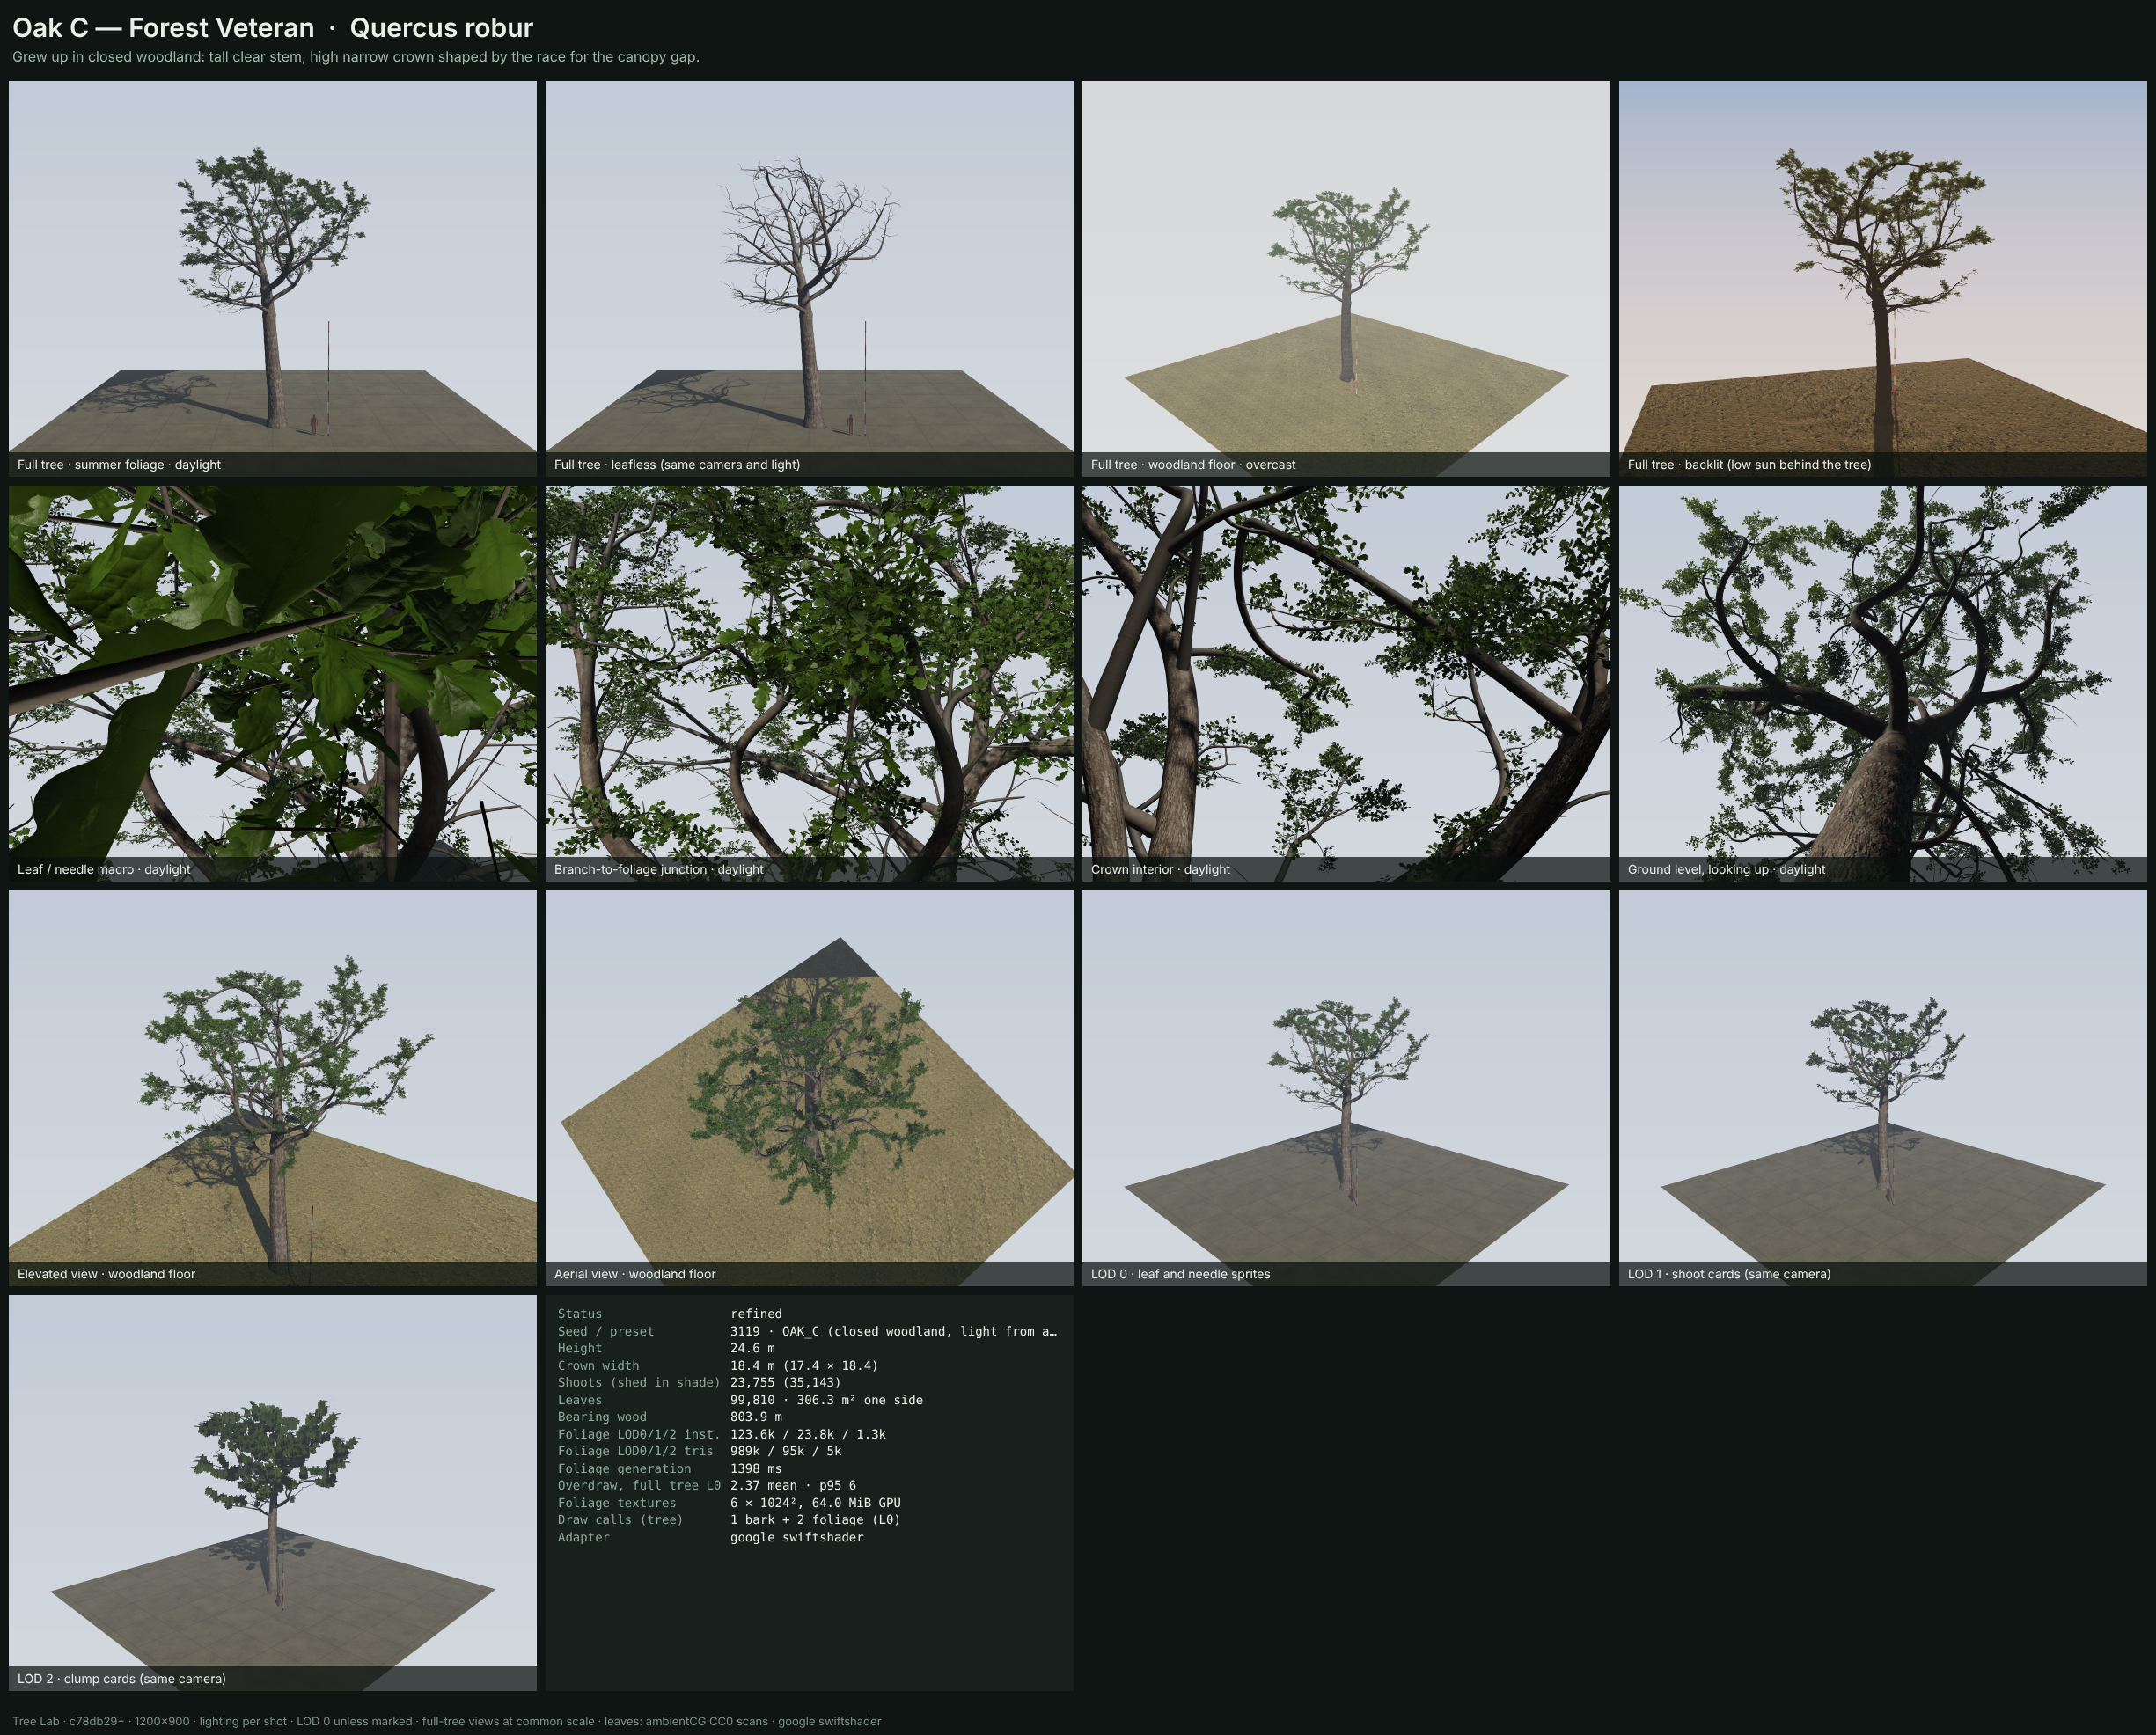 Oak C — Forest Veteran · Quercus robur
Grew up in closed woodland: tall clear stem, high narrow crown shaped by the race for the canopy gap.
Full tree · summer foliage · daylight
Full tree · leafless (same camera and light)
Full tree · woodland floor · overcast
Full tree · backlit (low sun behind the tree)
Leaf / needle macro · daylight
Branch-to-foliage junction · daylight
Crown interior · daylight
Ground level, looking up · daylight
Elevated view · woodland floor
Aerial view · woodland floor
LOD 0 · leaf and needle sprites
LOD 1 · shoot cards (same camera)
LOD 2 · clump cards (same camera)
Status refined
Seed / preset 3119 · OAK_C (closed woodland, light from a…
Height 24.6 m
Crown width 18.4 m (17.4 × 18.4)
Shoots (shed in shade) 23,755 (35,143)
Leaves 99,810 · 306.3 m² one side
Bearing wood 803.9 m
Foliage LOD0/1/2 inst. 123.6k / 23.8k / 1.3k
Foliage LOD0/1/2 tris 989k / 95k / 5k
Foliage generation 1398 ms
Overdraw, full tree L0 2.37 mean · p95 6
Foliage textures 6 × 1024², 64.0 MiB GPU
Draw calls (tree) 1 bark + 2 foliage (L0)
Adapter google swiftshader
Tree Lab · c78db29+ · 1200×900 · lighting per shot · LOD 0 unless marked · full-tree views at common scale · leaves: ambientCG CC0 scans · google swiftshader